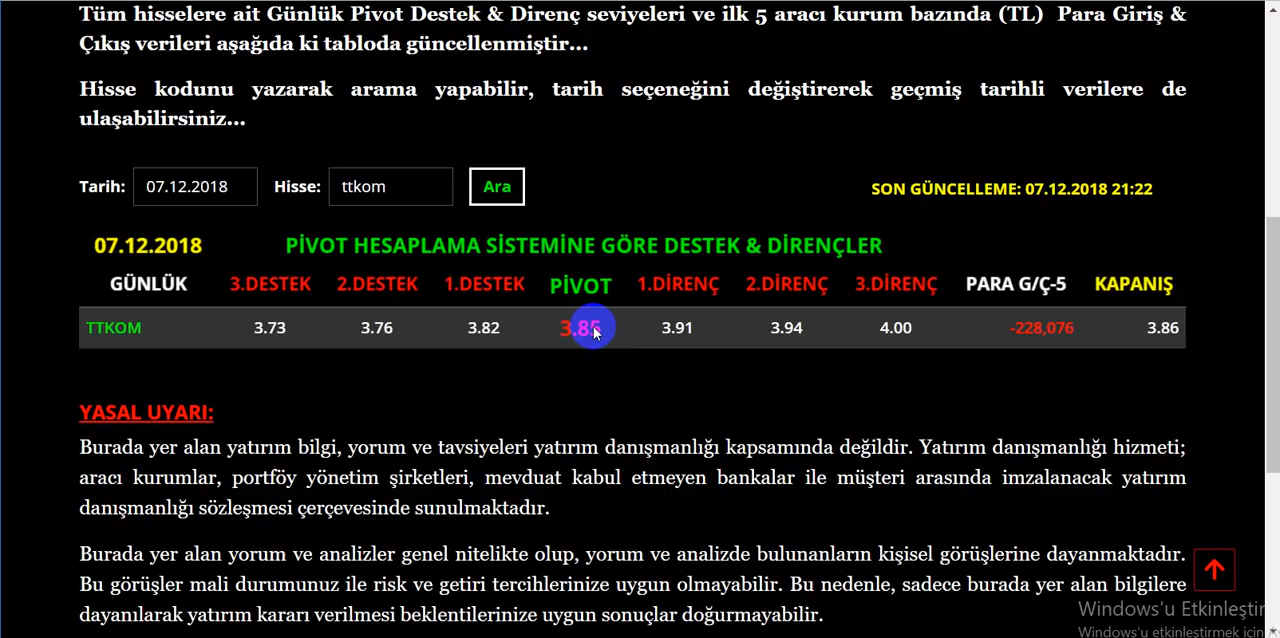 Tüm hisselere ait Günlük Pivot Destek & Direnç seviyeleri ve ilk 5 aracı kurum bazında (TL) Para Giriş &
Çıkış verileri aşağıda ki tabloda güncellenmiştir...
Hisse kodunu yazarak arama yapabilir, tarih seçeneğini değiştirerek geçmiş tarihli verilere de
ulaşabilirsiniz...
Tarih: 07.12.2018 Hisse: ttkom Ara SON GÜNCELLEME: 07.12.2018 21:22
07.12.2018 PİVOT HESAPLAMA SİSTEMİNE GÖRE DESTEK & DİRENÇLER
GÜNLÜK 3.DESTEK 2.DESTEK 1.DESTEK PİVOT 1.DİRENÇ 2.DİRENÇ 3.DİRENÇ PARA G/Ç-5 KAPANIŞ
TTKOM 3.73 3.76 3.82 3.85 3.91 3.94 4.00 -228,076 3.86
YASAL UYARI:
Burada yer alan yatırım bilgi, yorum ve tavsiyeleri yatırım danışmanlığı kapsamında değildir. Yatırım danışmanlığı hizmeti;
aracı kurumlar, portföy yönetim şirketleri, mevduat kabul etmeyen bankalar ile müşteri arasında imzalanacak yatırım
danışmanlığı sözleşmesi çerçevesinde sunulmaktadır.
Burada yer alan yorum ve analizler genel nitelikte olup, yorum ve analizde bulunanların kişisel görüşlerine dayanmaktadır.
Bu görüşler mali durumunuz ile risk ve getiri tercihlerinize uygun olmayabilir. Bu nedenle, sadece burada yer alan bilgilere
dayanılarak yatırım kararı verilmesi beklentilerinize uygun sonuçlar doğurmayabilir.
Windows'u Etkinleştir
Windows'u etkinleştirmek için